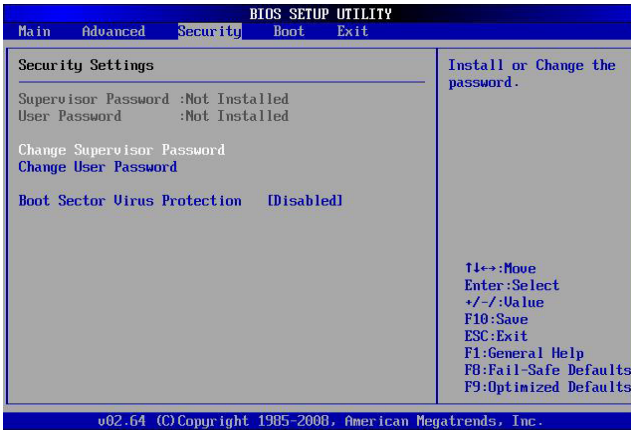 BIOS SETUP UTILITY
Main Advanced Security Boot Exit
Security Settings
Supervisor Password :Not Installed
User Password :Not Installed
Change Supervisor Password
Change User Password
Boot Sector Virus Protection [Disabled]
Install or Change the
password.
↑↓↔:Move
Enter:Select
+/-/:Value
F10:Save
ESC:Exit
F1:General Help
F8:Fail-Safe Defaults
F9:Optimized Defaults
v02.64 (C)Copyright 1985-2008, American Megatrends, Inc.